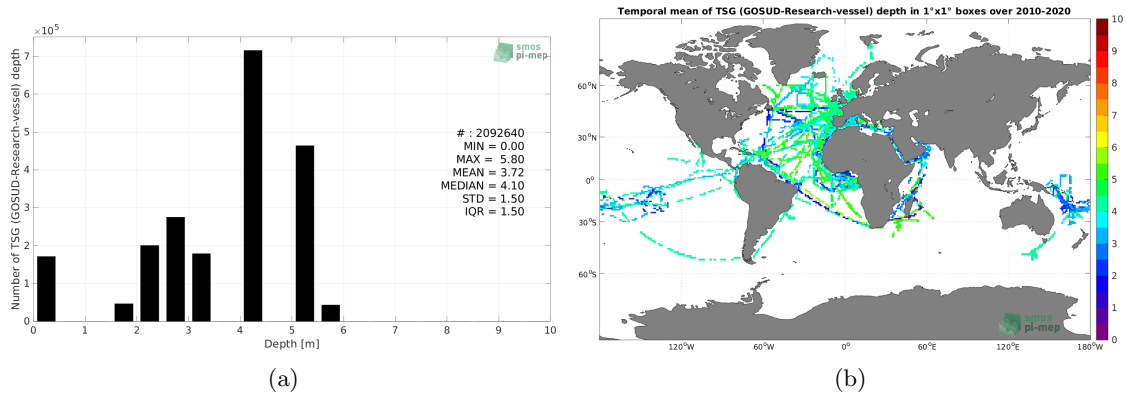 ×10⁵
7
6
5
4
3
2
1
0
Number of TSG (GOSUD-Research-vessel) depth
smos
pi-mep
# : 2092640
MIN = 0.00
MAX = 5.80
MEAN = 3.72
MEDIAN = 4.10
STD = 1.50
IQR = 1.50
0 1 2 3 4 5 6 7 8 9 10
Depth [m]
(a)
Temporal mean of TSG (GOSUD-Research-vessel) depth in 1°x1° boxes over 2010-2020
60°N
30°N
0°
30°S
60°S
120°W 60°W 0° 60°E 120°E 180°W
smos
pi-mep
10
9
8
7
6
5
4
3
2
1
0
(b)